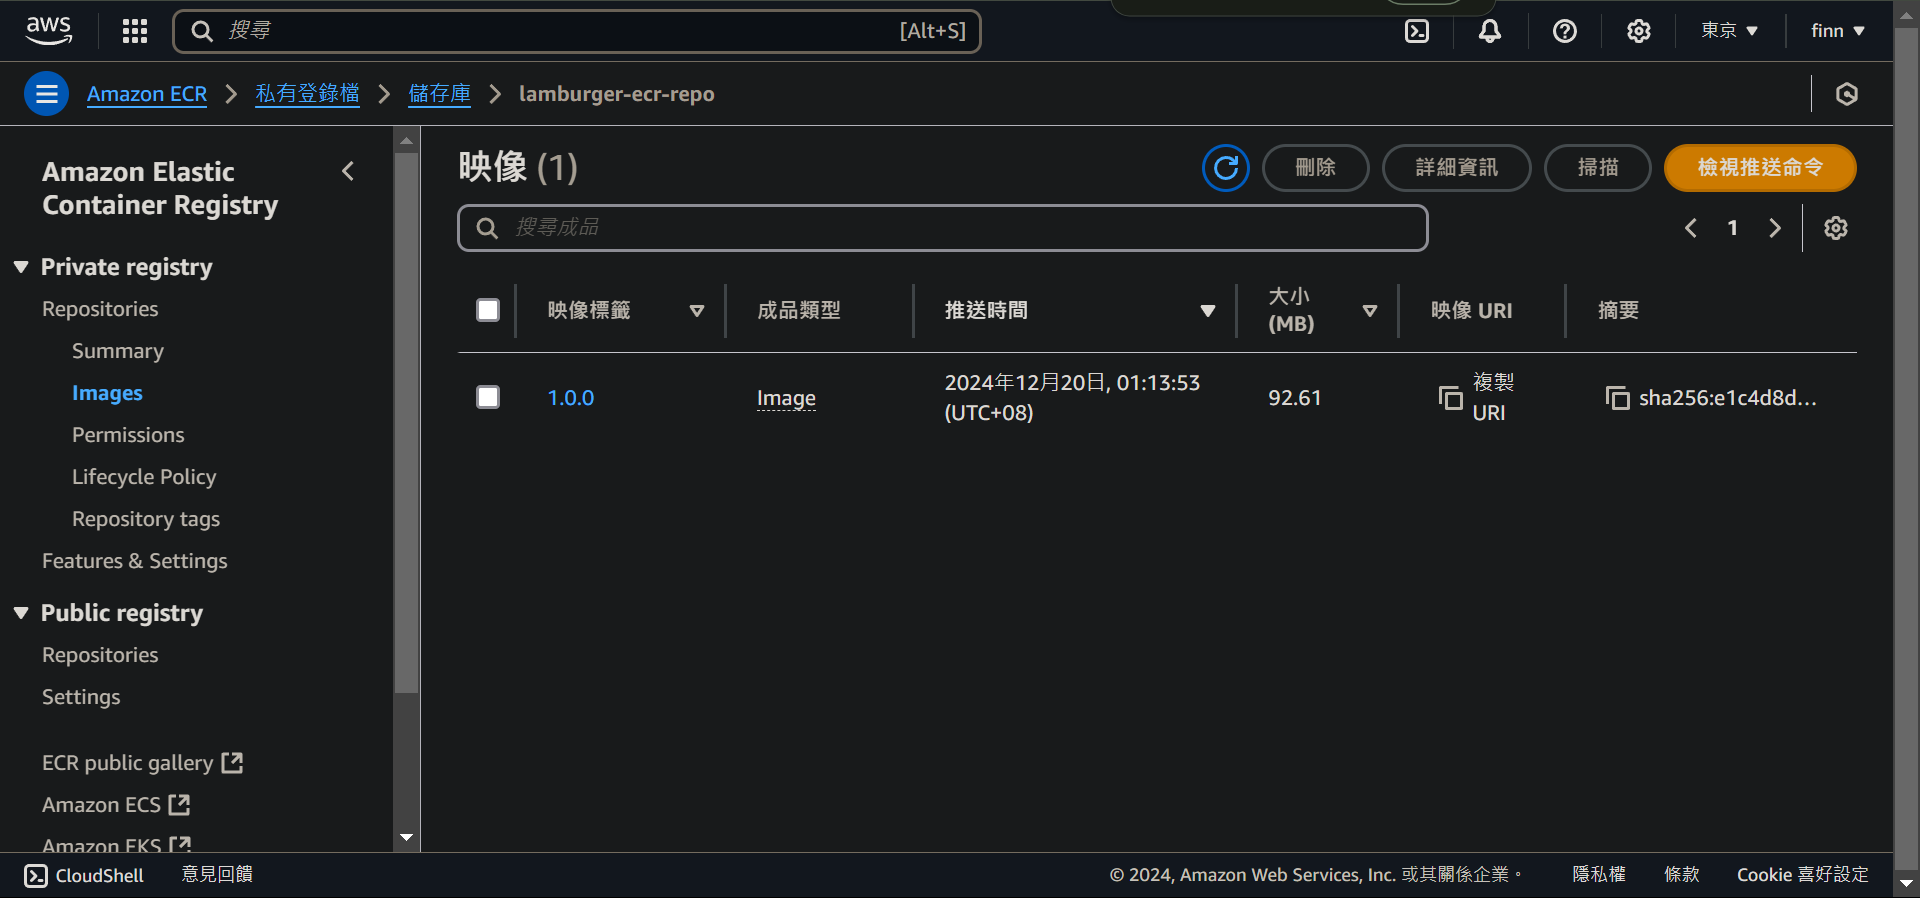 aws
搜尋
[Alt+S]
東京
finn
Amazon ECR
私有登錄檔
儲存庫
lamburger-ecr-repo
Amazon Elastic
Container Registry
Private registry
Repositories
Summary
Images
Permissions
Lifecycle Policy
Repository tags
Features & Settings
Public registry
Repositories
Settings
ECR public gallery
Amazon ECS
Amazon EKS
映像 (1)
刪除
詳細資訊
掃描
檢視推送命令
搜尋成品
1
映像標籤
成品類型
推送時間
大小
(MB)
映像 URI
摘要
1.0.0
Image
2024年12月20日, 01:13:53
(UTC+08)
92.61
複製
URI
sha256:e1c4d8d...
CloudShell
意見回饋
© 2024, Amazon Web Services, Inc. 或其關係企業。
隱私權
條款
Cookie 喜好設定